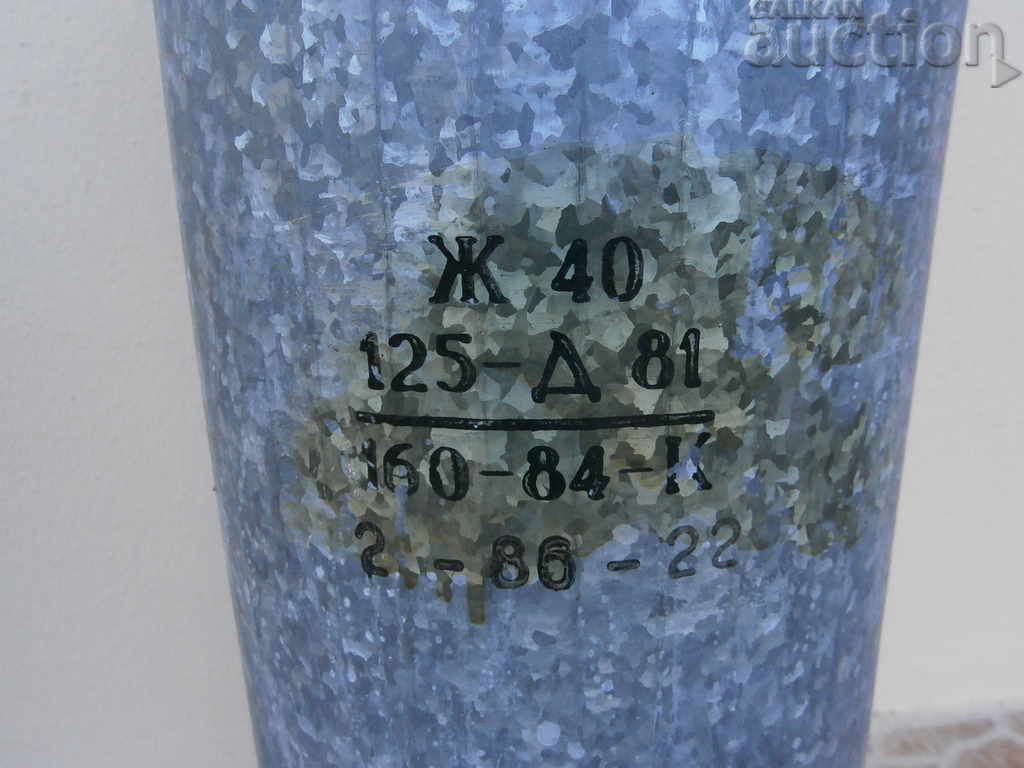 BALKAN
auction
Ж 40
125-Д 81
160-84-К
2-86-22